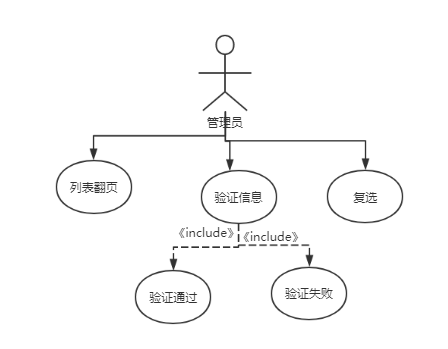 管理员
列表翻页
验证信息
复选
《include》
《include》
验证通过
验证失败